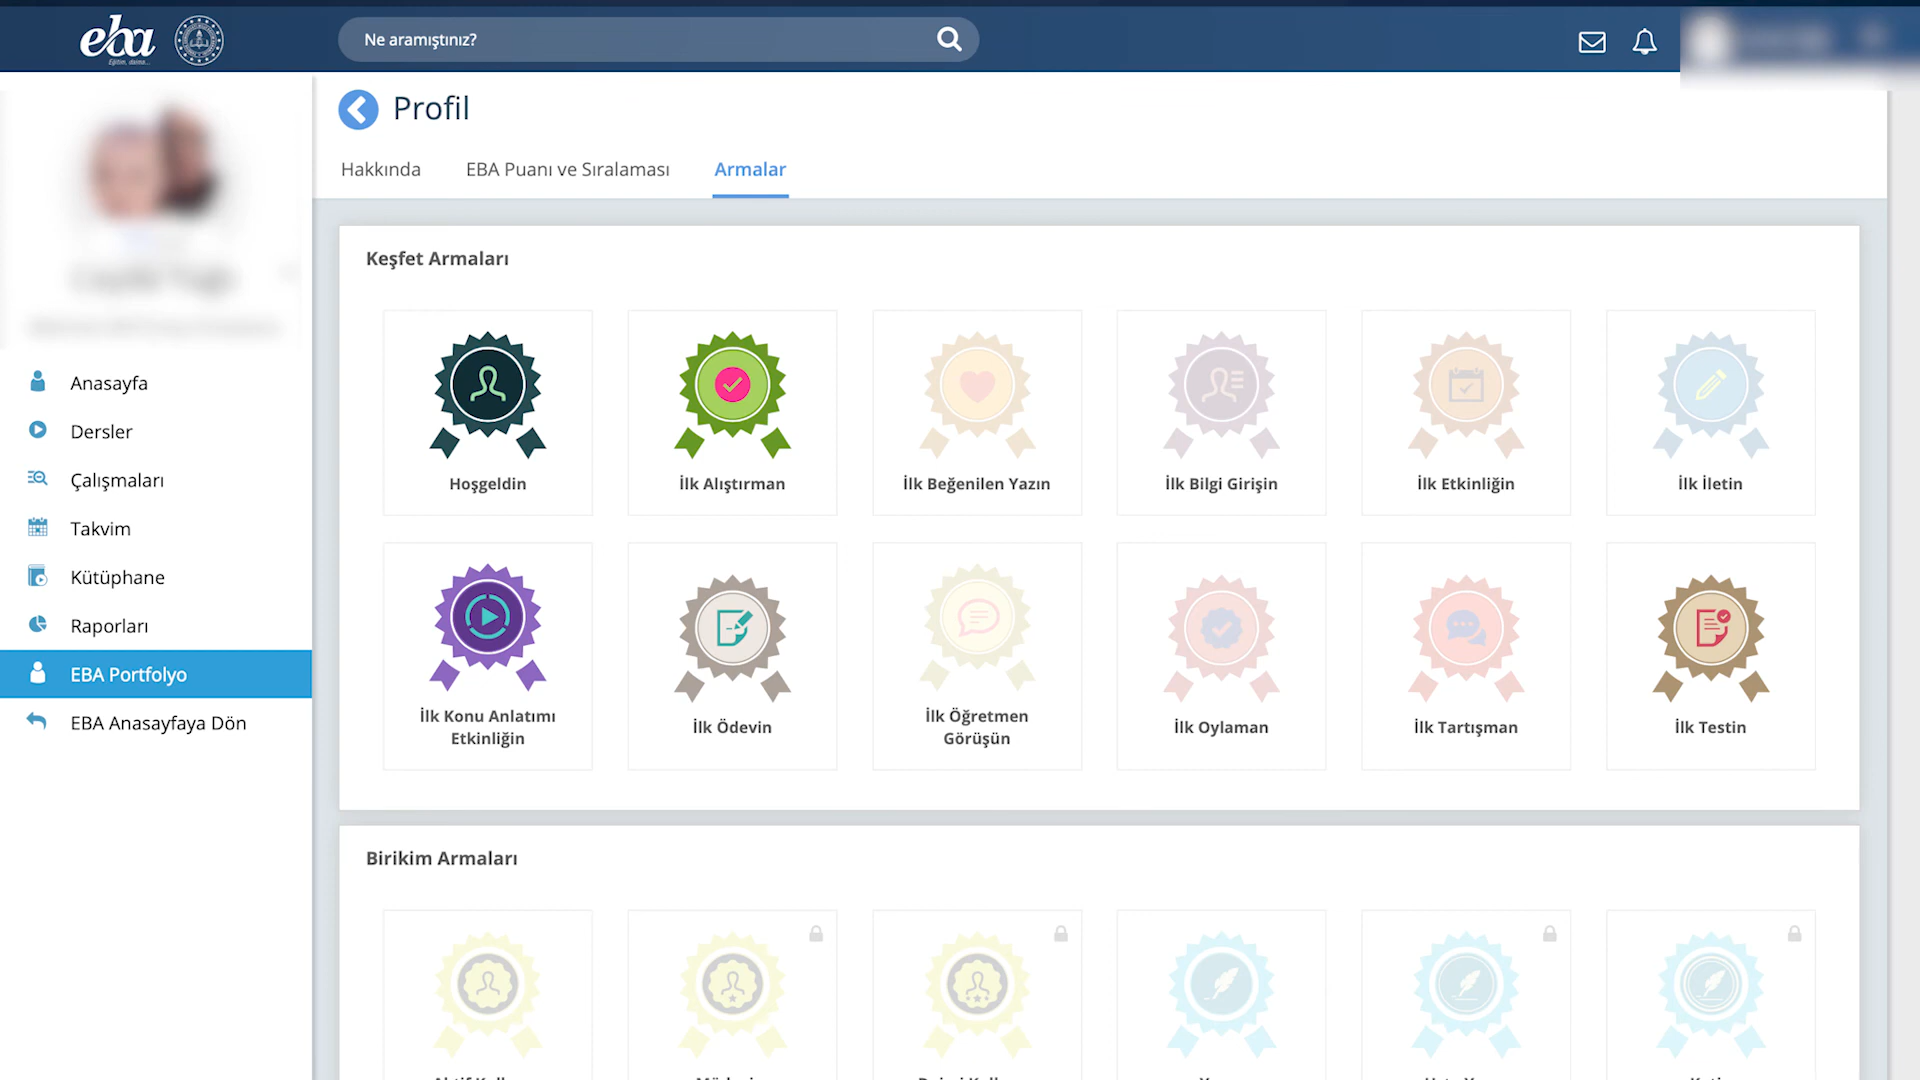 eba
Eğitim, daima...
Ne aramıştınız?
Profil
Hakkında
EBA Puanı ve Sıralaması
Armalar
Anasayfa
Dersler
Çalışmaları
Takvim
Kütüphane
Raporları
EBA Portfolyo
EBA Anasayfaya Dön
Keşfet Armaları
Hoşgeldin
İlk Alıştırman
İlk Beğenilen Yazın
İlk Bilgi Girişin
İlk Etkinliğin
İlk İletin
İlk Konu Anlatımı
Etkinliğin
İlk Ödevin
İlk Öğretmen
Görüşün
İlk Oylaman
İlk Tartışman
İlk Testin
Birikim Armaları